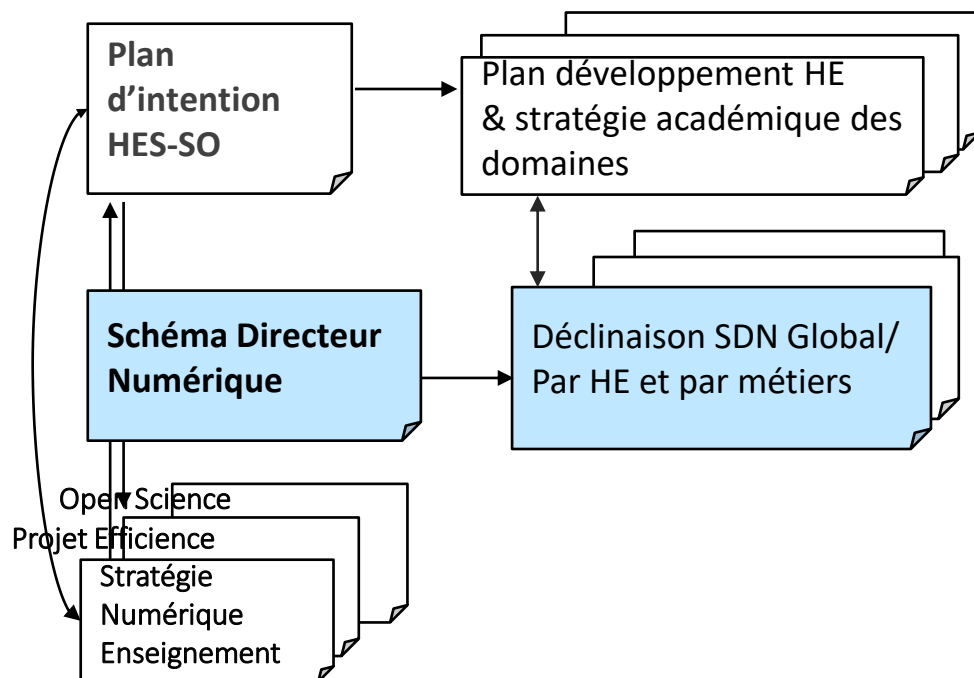 Plan
d’intention
HES-SO
Plan développement HE
& stratégie académique des
domaines
Schéma Directeur
Numérique
Déclinaison SDN Global/
Par HE et par métiers
Open Science
Projet Efficience
Stratégie
Numérique
Enseignement